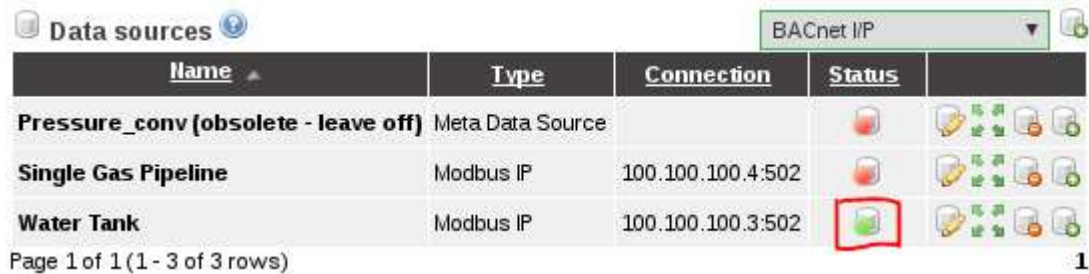 Data sources
BACnet I/P
Name Type Connection Status
Pressure_conv (obsolete - leave off) Meta Data Source
Single Gas Pipeline Modbus IP 100.100.100.4:502
Water Tank Modbus IP 100.100.100.3:502
Page 1 of 1 (1 - 3 of 3 rows) 1